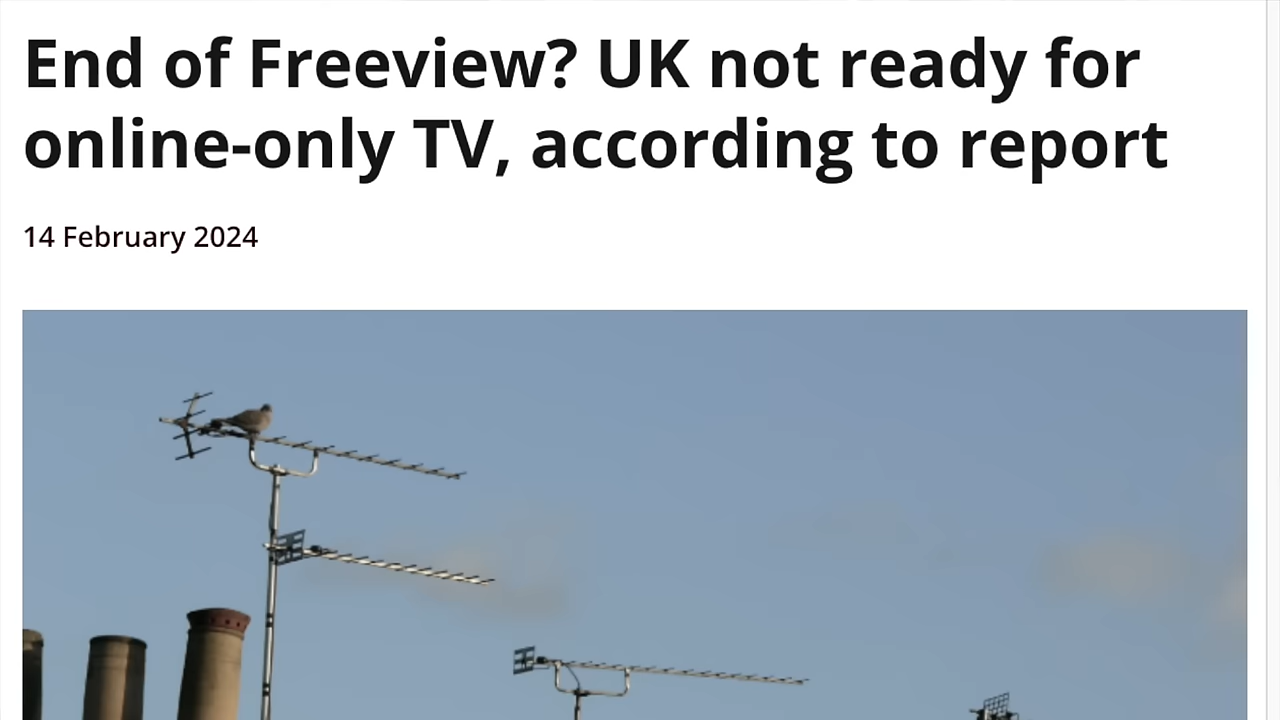 End of Freeview? UK not ready for
online-only TV, according to report
14 February 2024